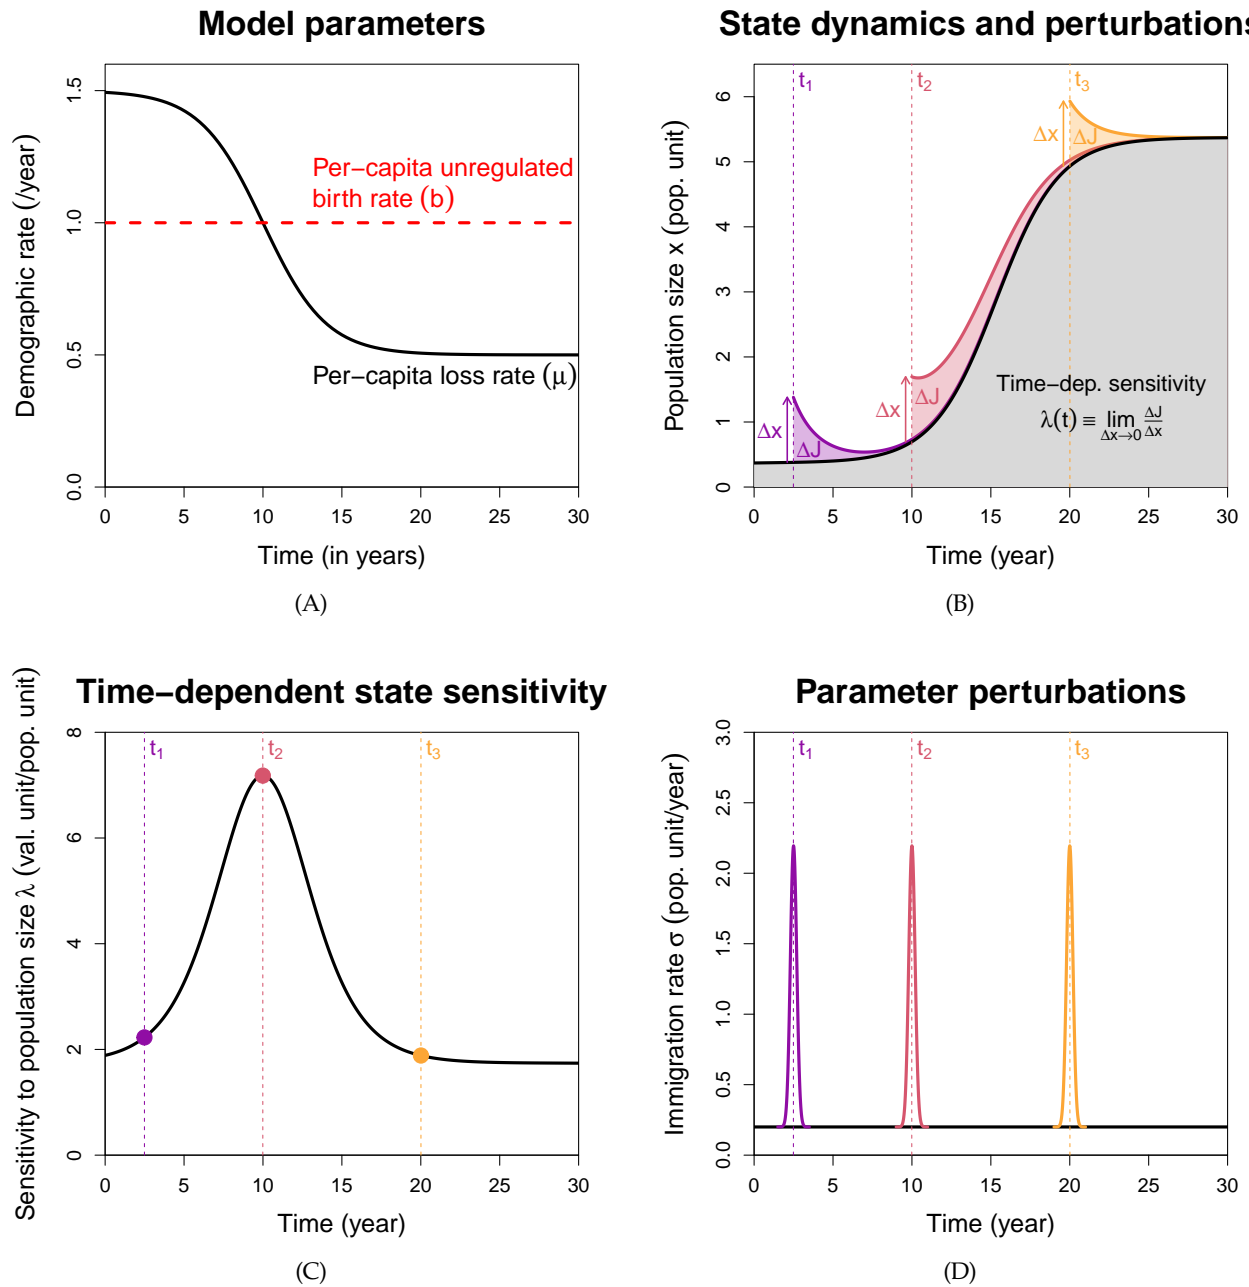 Model parameters
Demographic rate (/year)
0.0 0.5 1.0 1.5
Per−capita unregulated
birth rate (b)
Per−capita loss rate (μ)
0 5 10 15 20 25 30
Time (in years)
(A)
State dynamics and perturbations
Population size x (pop. unit)
0 1 2 3 4 5 6
t1
t2
t3
Δx
ΔJ
Δx
ΔJ
Δx
ΔJ
Time−dep. sensitivity
λ(t) ≡ lim Δx→0 ΔJ/Δx
0 5 10 15 20 25 30
Time (year)
(B)
Time−dependent state sensitivity
Sensitivity to population size λ (val. unit/pop. unit)
0 2 4 6 8
t1
t2
t3
0 5 10 15 20 25 30
Time (year)
(C)
Parameter perturbations
Immigration rate σ (pop. unit/year)
0.0 0.5 1.0 1.5 2.0 2.5 3.0
t1
t2
t3
0 5 10 15 20 25 30
Time (year)
(D)